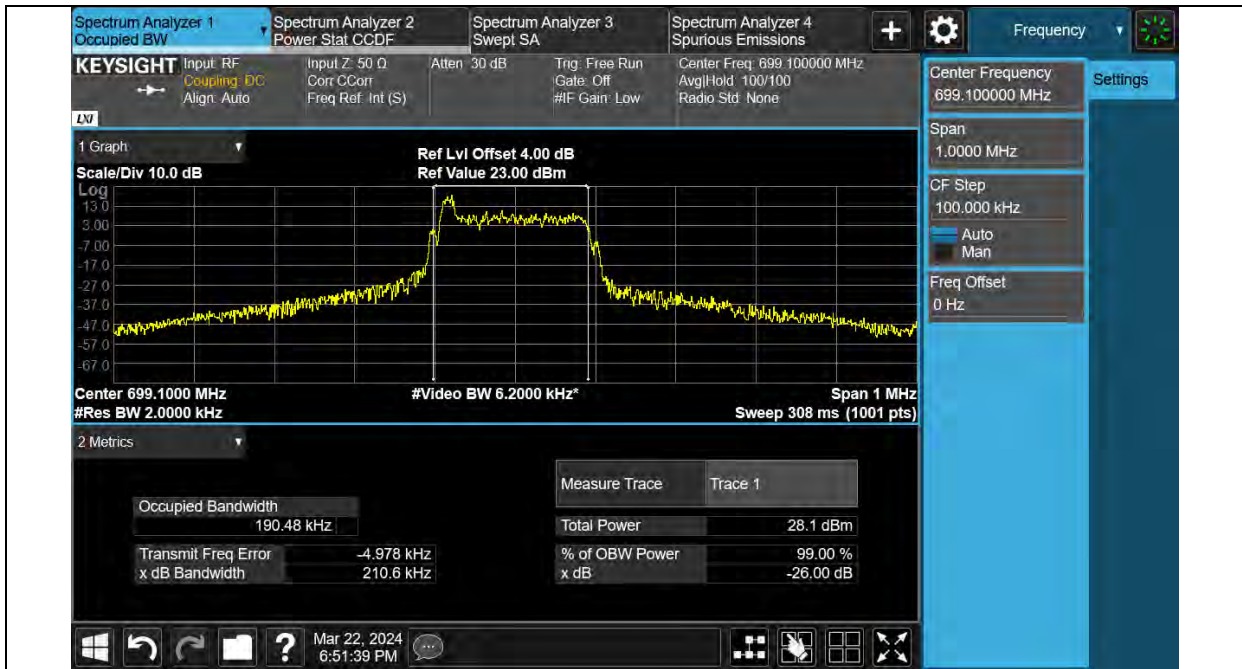 Spectrum Analyzer 1
Occupied BW
Spectrum Analyzer 2
Power Stat CCDF
Spectrum Analyzer 3
Swept SA
Spectrum Analyzer 4
Spurious Emissions
Frequency
KEYSIGHT
Input: RF
Coupling: DC
Align: Auto
Input Z: 50 Ω
Corr CCorr
Freq Ref: Int (S)
Atten: 30 dB
Trig: Free Run
Gate: Off
#IF Gain: Low
Center Freq: 699.100000 MHz
Avg|Hold: 100/100
Radio Std: None
LXI
Center Frequency
699.100000 MHz
Settings
Span
1.0000 MHz
CF Step
100.000 kHz
Auto
Man
Freq Offset
0 Hz
1 Graph
Scale/Div 10.0 dB
Ref Lvl Offset 4.00 dB
Ref Value 23.00 dBm
Log
13.0
3.00
-7.00
-17.0
-27.0
-37.0
-47.0
-57.0
-67.0
Center 699.1000 MHz
#Video BW 6.2000 kHz*
Span 1 MHz
#Res BW 2.0000 kHz
Sweep 308 ms (1001 pts)
2 Metrics
Measure Trace
Trace 1
Occupied Bandwidth
190.48 kHz
Total Power
28.1 dBm
Transmit Freq Error
-4.978 kHz
% of OBW Power
99.00 %
x dB Bandwidth
210.6 kHz
x dB
-26.00 dB
?
Mar 22, 2024
6:51:39 PM